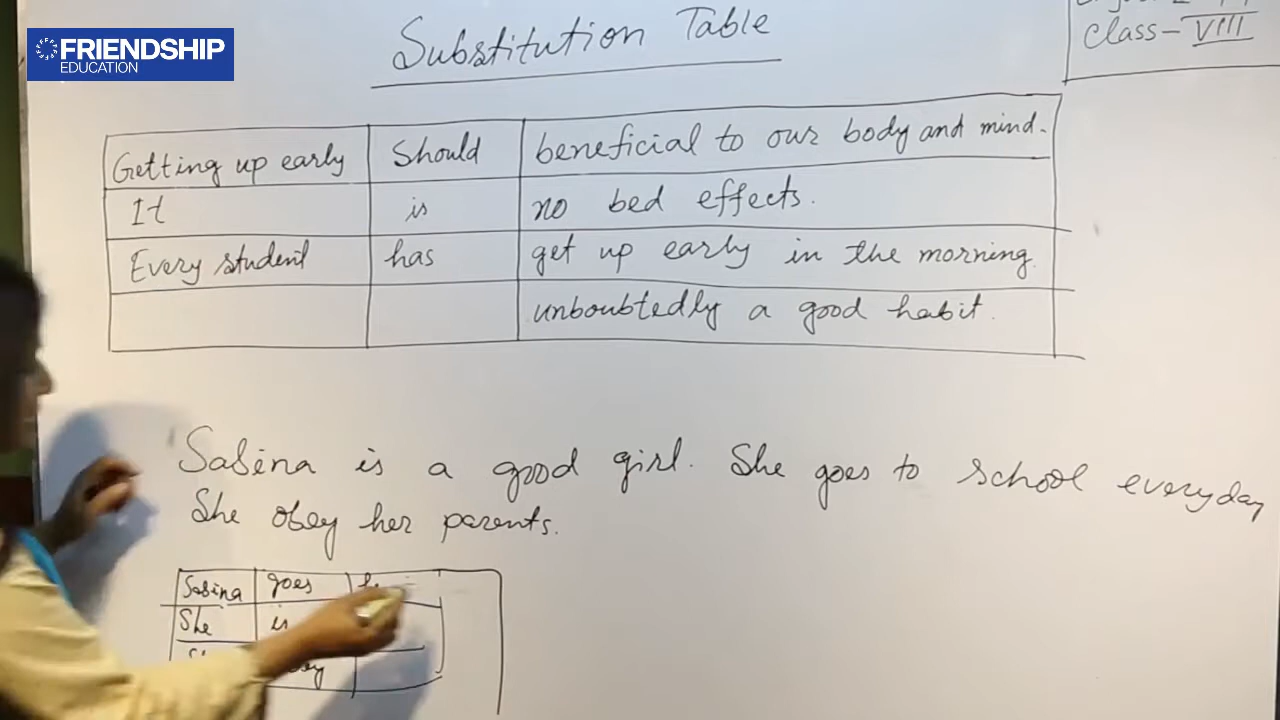 FRIENDSHIP
EDUCATION
Substitution Table
Class - VIII
Getting up early Should beneficial to our body and mind.
It is no bed effects.
Every student has get up early in the morning.
unboubtedly a good habit.
Sabina is a good girl. She goes to school everyday
She obey her parents.
Sabina goes
She is